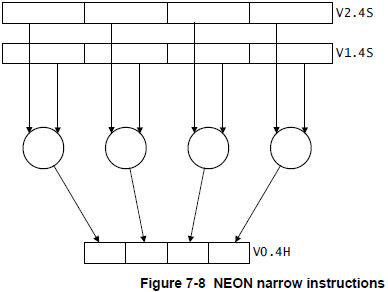 V2.4S
V1.4S
V0.4H
Figure 7-8 NEON narrow instructions